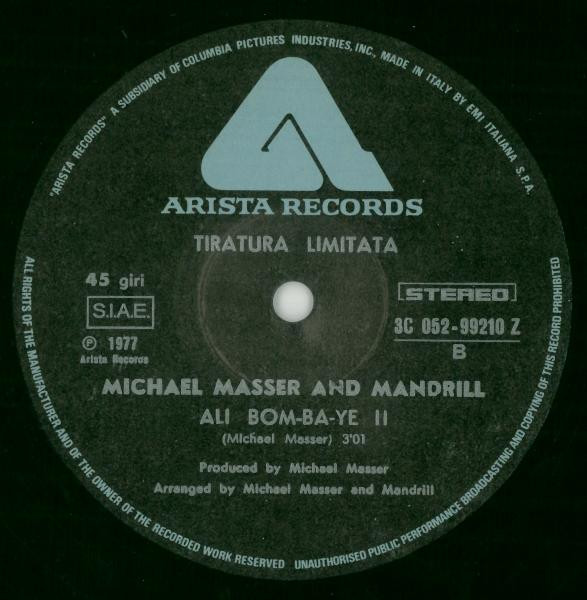 "ARISTA RECORDS" A SUBSIDIARY OF COLUMBIA PICTURES INDUSTRIES, INC., MADE IN ITALY BY EMI ITALIANA S.P.A.
ARISTA RECORDS
TIRATURA LIMITATA
45 giri
S.I.A.E.
℗ 1977
Arista Records
STEREO
3C 052-99210 Z
B
MICHAEL MASSER AND MANDRILL
ALI BOM-BA-YE II
(Michael Masser) 3'01
Produced by Michael Masser
Arranged by Michael Masser and Mandrill
ALL RIGHTS OF THE MANUFACTURER AND OF THE OWNER OF THE RECORDED WORK RESERVED UNAUTHORISED PUBLIC PERFORMANCE BROADCASTING AND COPYING OF THIS RECORD PROHIBITED